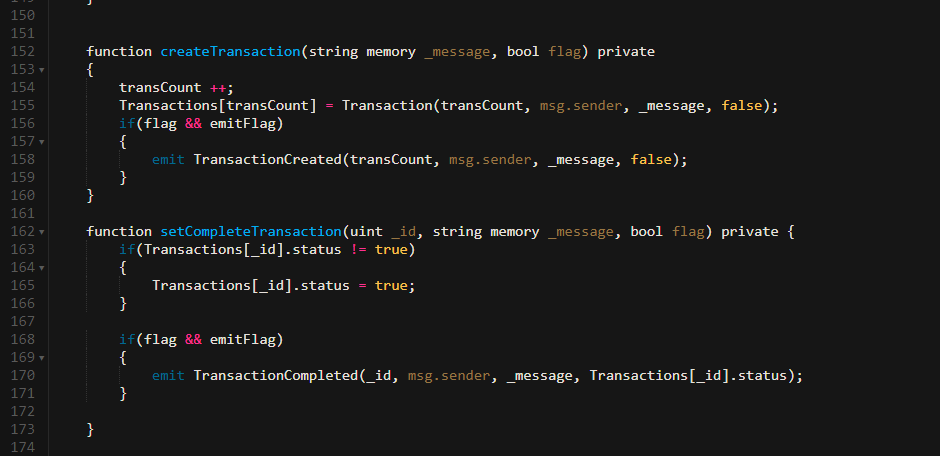 150
151
152 function createTransaction(string memory _message, bool flag) private
153 {
154 transCount ++;
155 Transactions[transCount] = Transaction(transCount, msg.sender, _message, false);
156 if(flag && emitFlag)
157 {
158 emit TransactionCreated(transCount, msg.sender, _message, false);
159 }
160 }
161
162 function setCompleteTransaction(uint _id, string memory _message, bool flag) private {
163 if(Transactions[_id].status != true)
164 {
165 Transactions[_id].status = true;
166 }
167
168 if(flag && emitFlag)
169 {
170 emit TransactionCompleted(_id, msg.sender, _message, Transactions[_id].status);
171 }
172
173 }
174